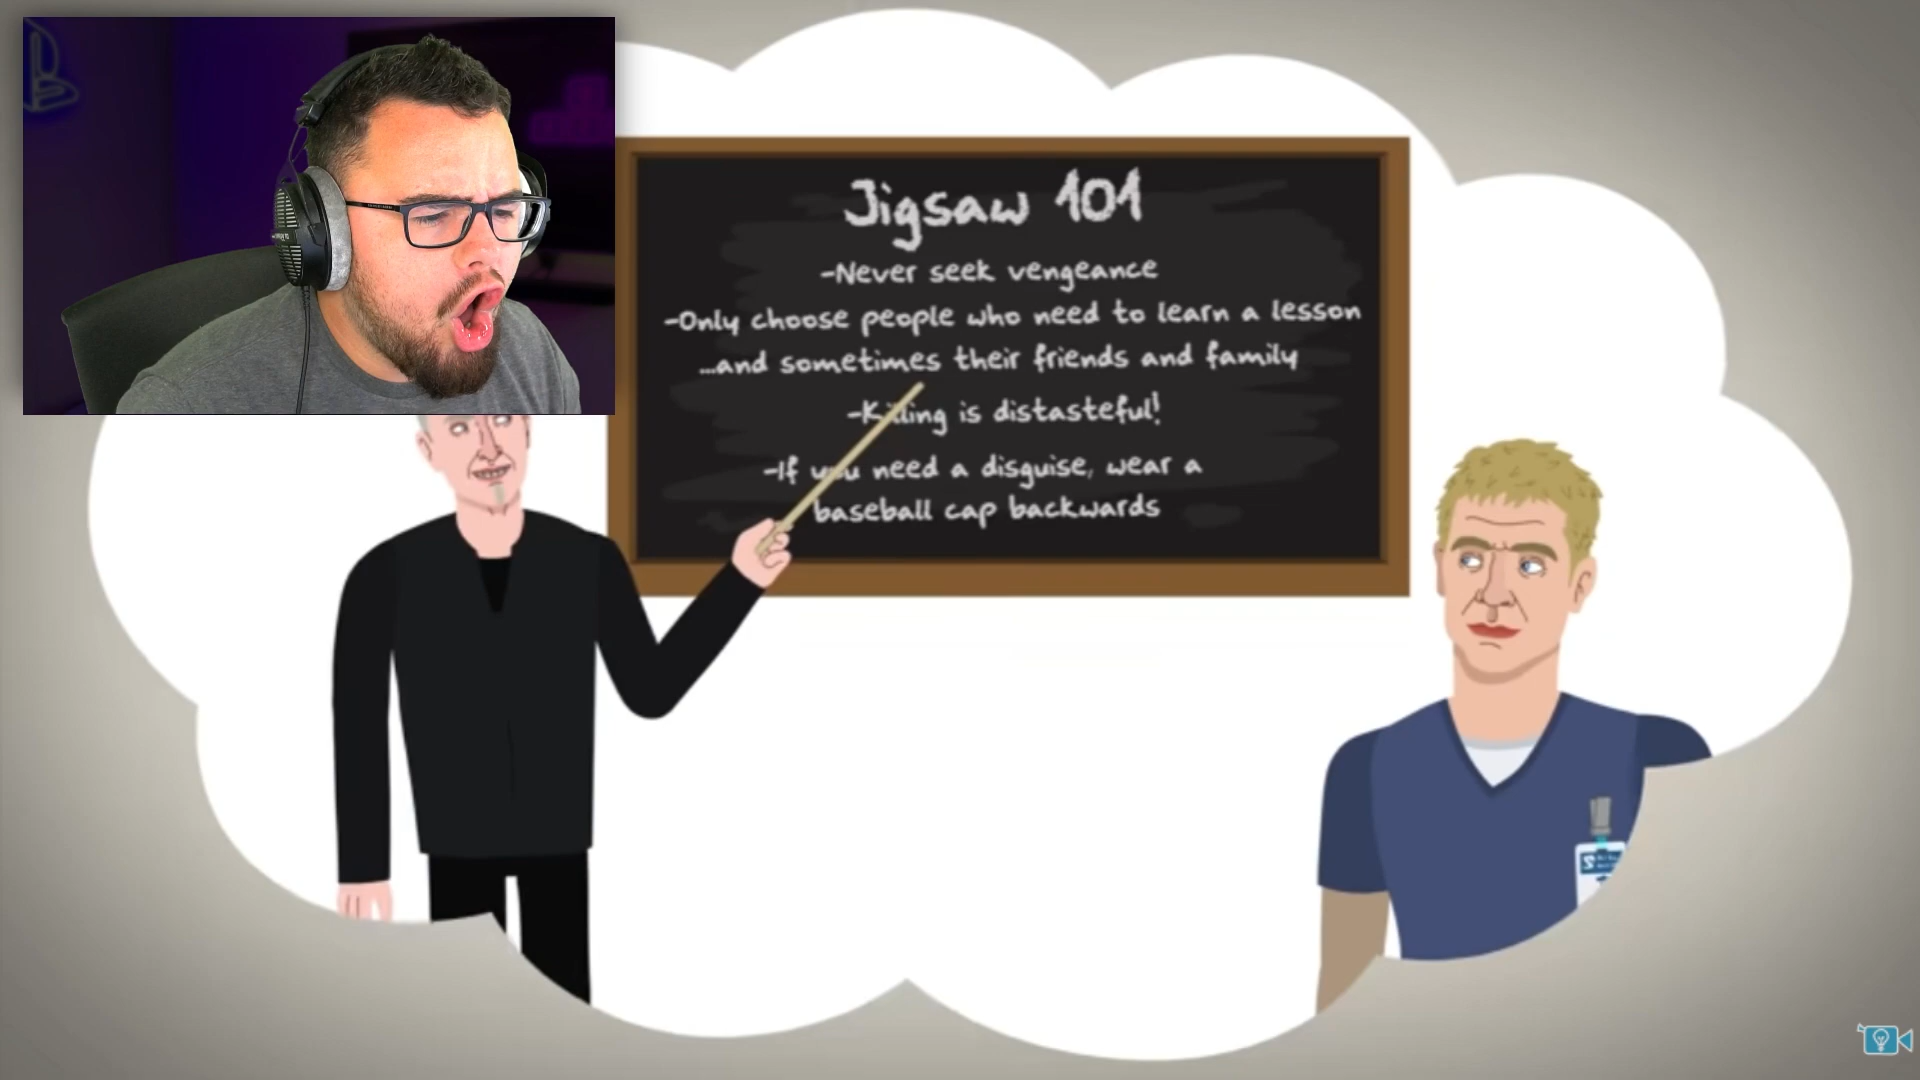 Jigsaw 101
-Never seek vengeance
-Only choose people who need to learn a lesson
...and sometimes their friends and family
-Killing is distasteful!
-If you need a disguise, wear a
baseball cap backwards